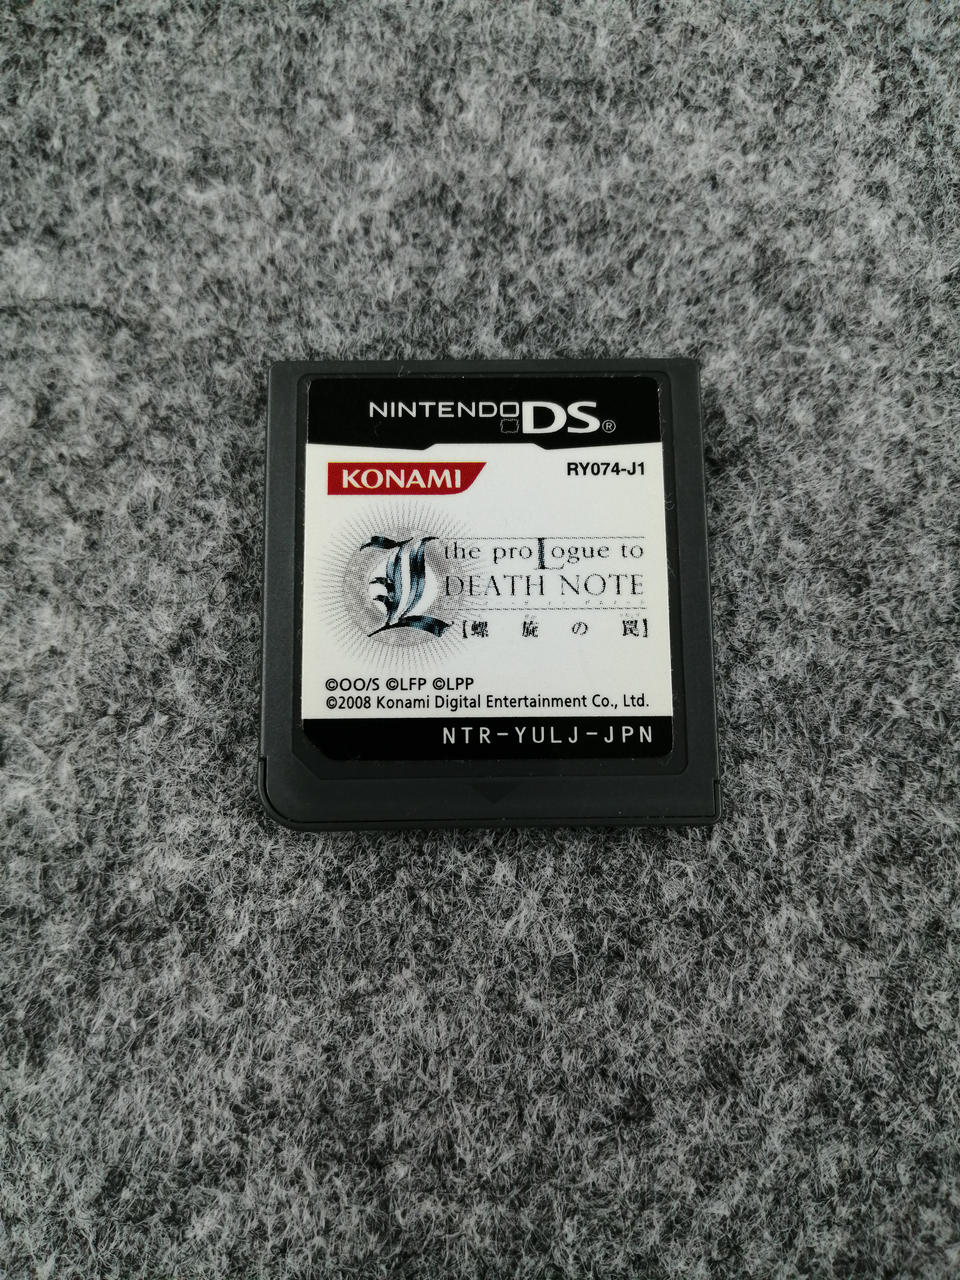 NINTENDO DS®
KONAMI
RY074-J1
L
the proLogue to
DEATH NOTE
【螺旋の罠】
©OO/S ©LFP ©LPP
©2008 Konami Digital Entertainment Co., Ltd.
NTR-YULJ-JPN